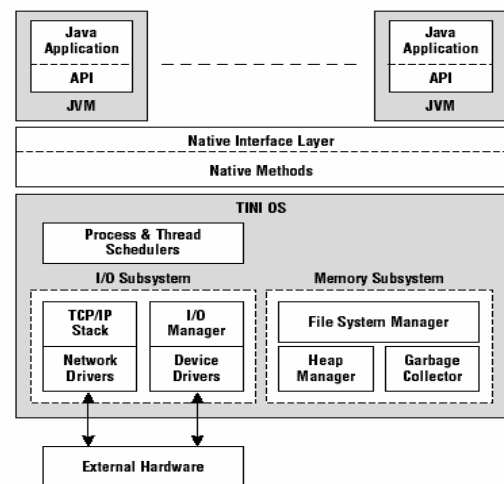 Java
Application
API
JVM
Java
Application
API
JVM
Native Interface Layer
Native Methods
TINI OS
Process & Thread
Schedulers
I/O Subsystem
TCP/IP
Stack
Network
Drivers
I/O
Manager
Device
Drivers
Memory Subsystem
File System Manager
Heap
Manager
Garbage
Collector
External Hardware